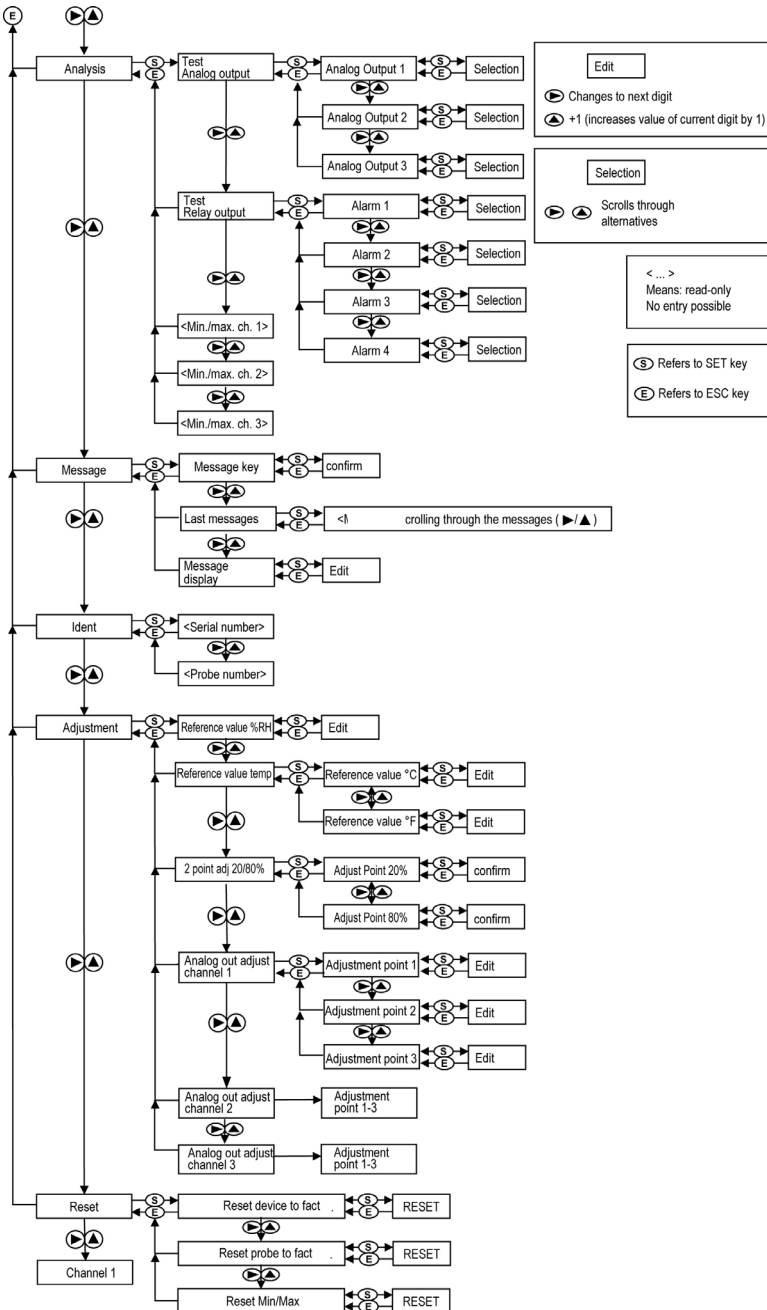 E
Analysis
S
E
Test
Analog output
S
E
Analog Output 1
S
E
Selection
Analog Output 2
S
E
Selection
Analog Output 3
S
E
Selection
Test
Relay output
S
E
Alarm 1
S
E
Selection
Alarm 2
S
E
Selection
Alarm 3
S
E
Selection
Alarm 4
S
E
Selection
<Min./max. ch. 1>
<Min./max. ch. 2>
<Min./max. ch. 3>
Edit
Changes to next digit
+1 (increases value of current digit by 1)
Selection
Scrolls through
alternatives
< ... >
Means: read-only
No entry possible
S Refers to SET key
E Refers to ESC key
Message
S
E
Message key
S
E
confirm
Last messages
S
E
crolling through the messages ( ▶/▲ )
Message
display
S
E
Edit
Ident
S
E
<Serial number>
<Probe number>
Adjustment
S
E
Reference value %RH
S
E
Edit
Reference value temp
S
E
Reference value °C
S
E
Edit
Reference value °F
S
E
Edit
2 point adj 20/80%
S
E
Adjust Point 20%
S
E
confirm
Adjust Point 80%
S
E
confirm
Analog out adjust
channel 1
S
E
Adjustment point 1
S
E
Edit
Adjustment point 2
S
E
Edit
Adjustment point 3
S
E
Edit
Analog out adjust
channel 2
Adjustment
point 1-3
Analog out adjust
channel 3
Adjustment
point 1-3
Reset
S
E
Reset device to fact .
S
E
RESET
Reset probe to fact .
S
E
RESET
Reset Min/Max
S
E
RESET
Channel 1